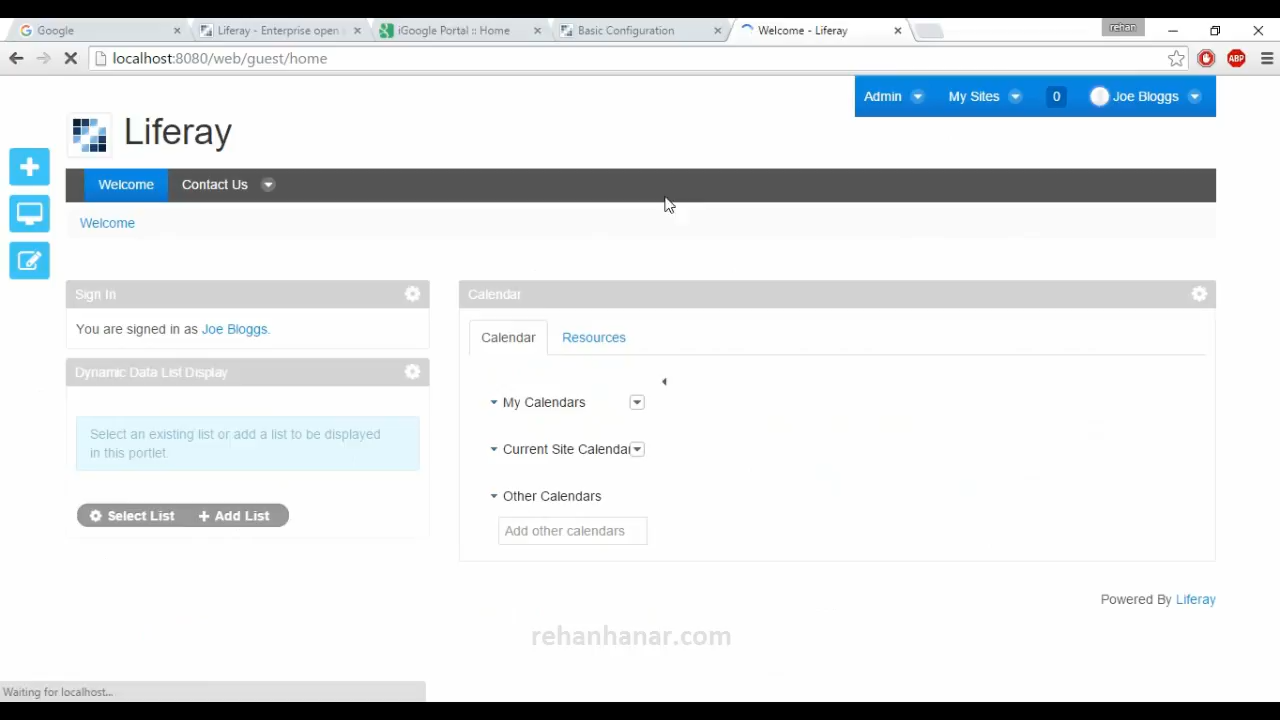 Google
Liferay - Enterprise open
iGoogle Portal :: Home
Basic Configuration
Welcome - Liferay
rehan
localhost:8080/web/guest/home
ABP
Admin
My Sites
0
Joe Bloggs
Liferay
Welcome
Contact Us
Welcome
Sign In
You are signed in as Joe Bloggs.
Dynamic Data List Display
Select an existing list or add a list to be displayed
in this portlet.
Select List
Add List
Calendar
Calendar
Resources
My Calendars
Current Site Calendar
Other Calendars
Add other calendars
Powered By Liferay
rehanhanar.com
Waiting for localhost...